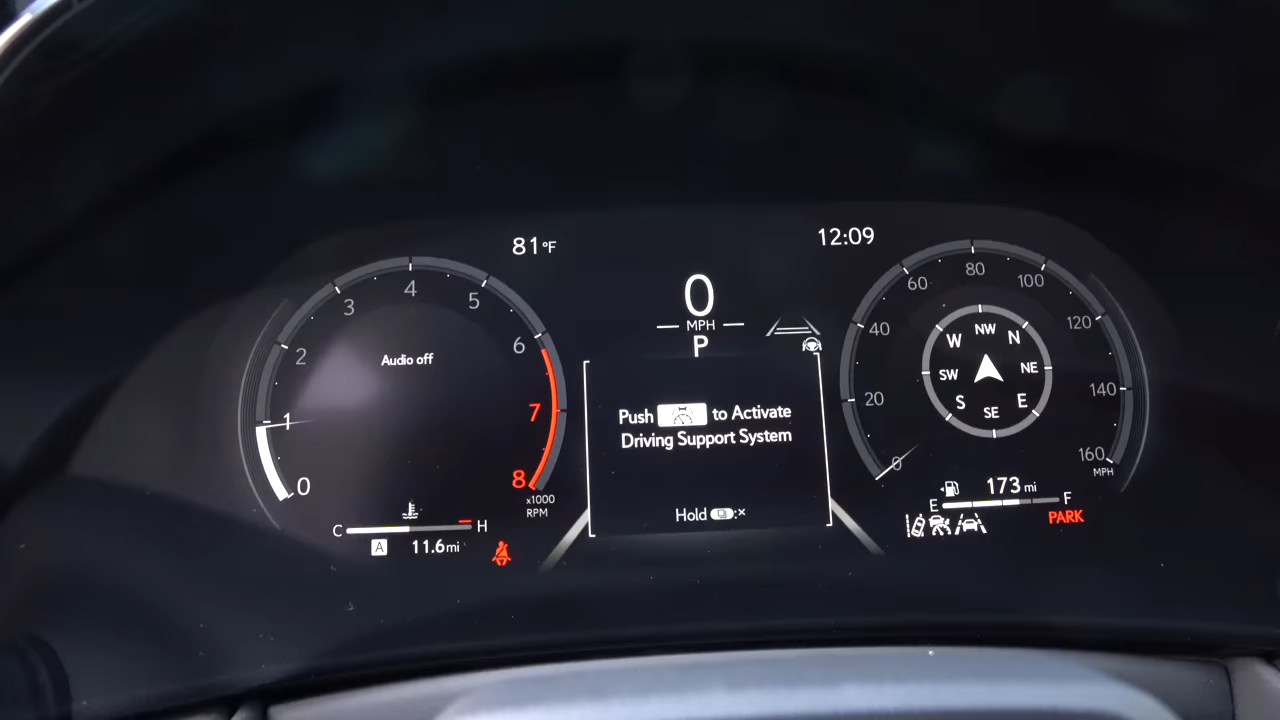 81°F
12:09
0
MPH
P
0
1
2
3
4
5
6
7
8
x1000
RPM
Audio off
C
H
A
11.6 mi
Push to Activate
Driving Support System
Hold :×
0
20
40
60
80
100
120
140
160
MPH
W
NW
N
SW
NE
S
SE
E
173 mi
E
F
PARK